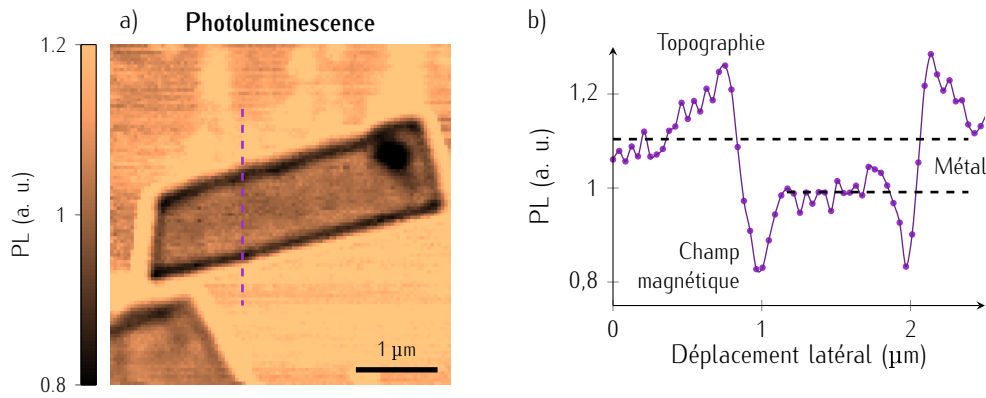 a)
Photoluminescence
1.2
1
0.8
PL (a. u.)
1 µm
b)
Topographie
1,2
1
0,8
PL (a. u.)
Métal
Champ
magnétique
0
1
2
Déplacement latéral (µm)